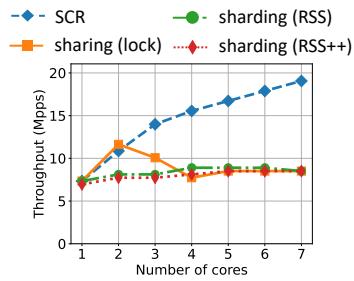 SCR
sharding (RSS)
sharing (lock)
sharding (RSS++)
20
15
10
5
0
Throughput (Mpps)
1 2 3 4 5 6 7
Number of cores